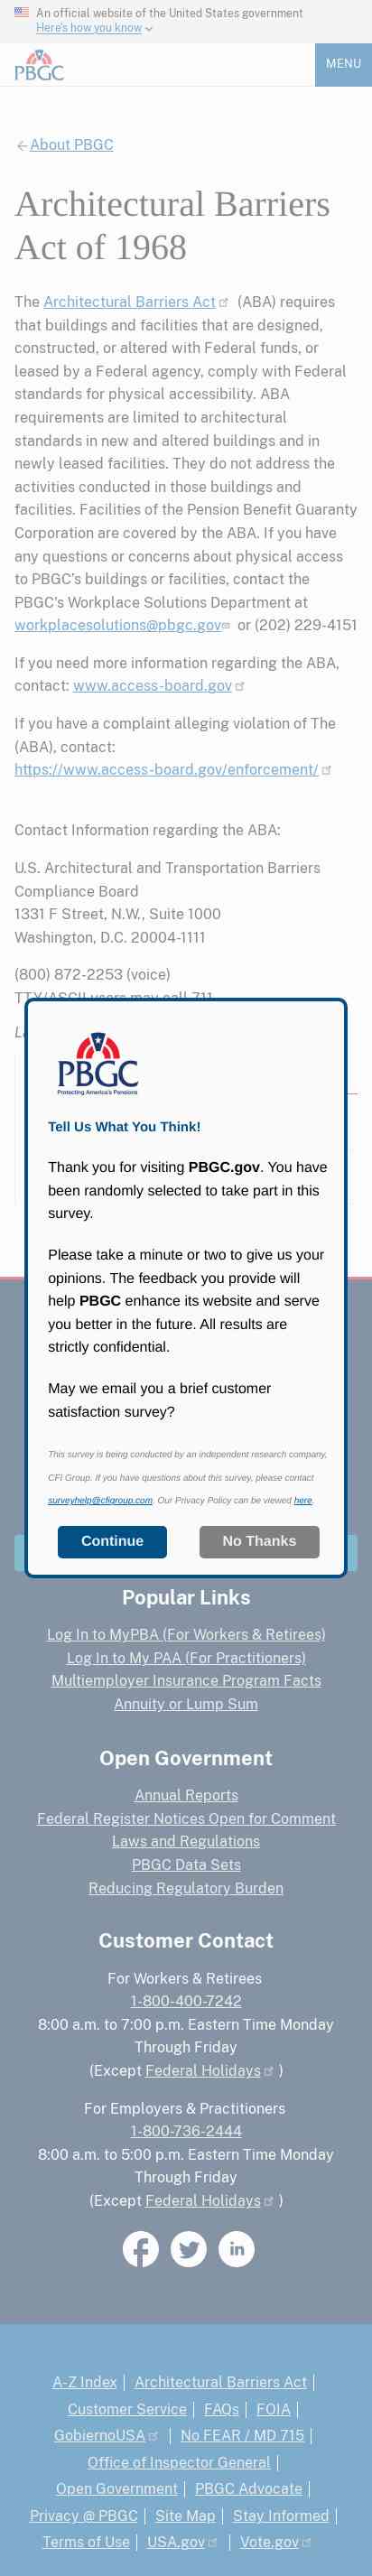 An official website of the United States government
Here's how you know
PBGC
MENU
About PBGC
Architectural Barriers
Act of 1968
The Architectural Barriers Act (ABA) requires
that buildings and facilities that are designed,
constructed, or altered with Federal funds, or
leased by a Federal agency, comply with Federal
standards for physical accessibility. ABA
requirements are limited to architectural
standards in new and altered buildings and in
newly leased facilities. They do not address the
activities conducted in those buildings and
facilities. Facilities of the Pension Benefit Guaranty
Corporation are covered by the ABA. If you have
any questions or concerns about physical access
to PBGC's buildings or facilities, contact the
PBGC's Workplace Solutions Department at
workplacesolutions@pbgc.gov or (202) 229-4151
If you need more information regarding the ABA,
contact: www.access-board.gov
If you have a complaint alleging violation of The
(ABA), contact:
https://www.access-board.gov/enforcement/
Contact Information regarding the ABA:
U.S. Architectural and Transportation Barriers
Compliance Board
1331 F Street, N.W., Suite 1000
Washington, D.C. 20004-1111
(800) 872-2253 (voice)
TTY/ASCII users may call 711
PBGC
Protecting America's Pensions
Tell Us What You Think!
Thank you for visiting PBGC.gov. You have
been randomly selected to take part in this
survey.
Please take a minute or two to give us your
opinions. The feedback you provide will
help PBGC enhance its website and serve
you better in the future. All results are
strictly confidential.
May we email you a brief customer
satisfaction survey?
This survey is being conducted by an independent research company,
CFI Group. If you have questions about this survey, please contact
surveyhelp@cfigroup.com. Our Privacy Policy can be viewed here.
Continue
No Thanks
Popular Links
Log In to MyPBA (For Workers & Retirees)
Log In to My PAA (For Practitioners)
Multiemployer Insurance Program Facts
Annuity or Lump Sum
Open Government
Annual Reports
Federal Register Notices Open for Comment
Laws and Regulations
PBGC Data Sets
Reducing Regulatory Burden
Customer Contact
For Workers & Retirees
1-800-400-7242
8:00 a.m. to 7:00 p.m. Eastern Time Monday
Through Friday
(Except Federal Holidays )
For Employers & Practitioners
1-800-736-2444
8:00 a.m. to 5:00 p.m. Eastern Time Monday
Through Friday
(Except Federal Holidays )
A-Z Index | Architectural Barriers Act |
Customer Service | FAQs | FOIA |
GobiernoUSA | No FEAR / MD 715 |
Office of Inspector General |
Open Government | PBGC Advocate |
Privacy @ PBGC | Site Map | Stay Informed |
Terms of Use | USA.gov | Vote.gov